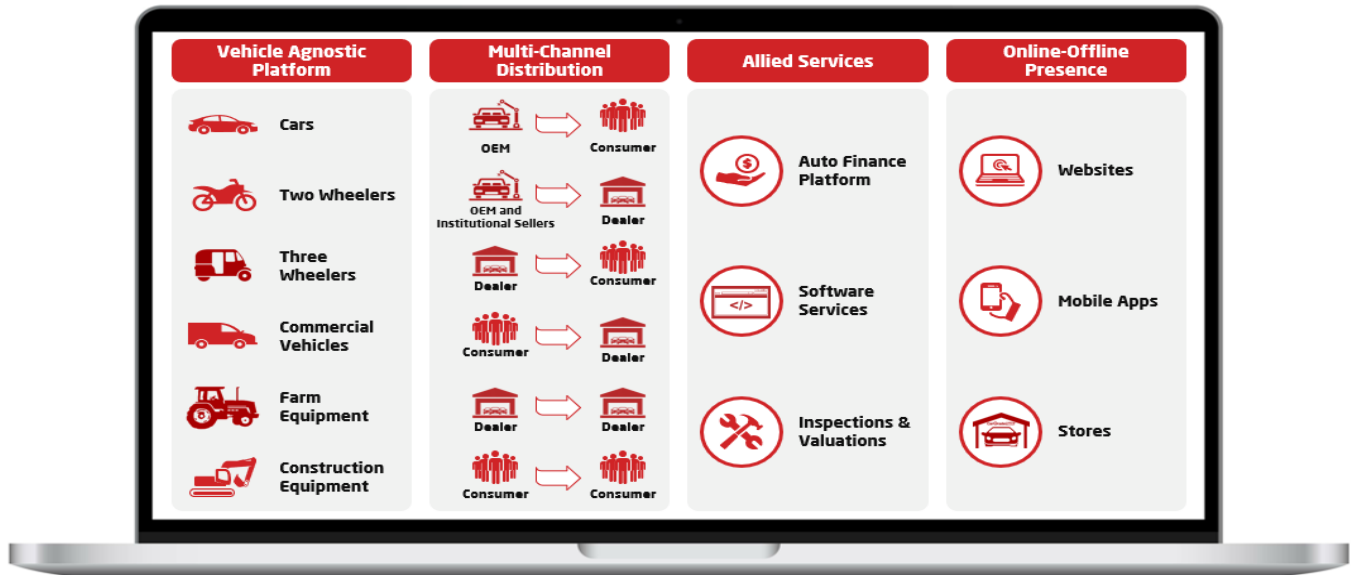 Vehicle Agnostic
Platform
Cars
Two Wheelers
Three
Wheelers
Commercial
Vehicles
Farm
Equipment
Construction
Equipment
Multi-Channel
Distribution
OEM
Consumer
OEM and
Institutional Sellers
Dealer
Dealer
Consumer
Consumer
Dealer
Dealer
Dealer
Consumer
Consumer
Allied Services
Auto Finance
Platform
$
Software
Services
</>
Inspections &
Valuations
Online-Offline
Presence
Websites
Mobile Apps
Stores